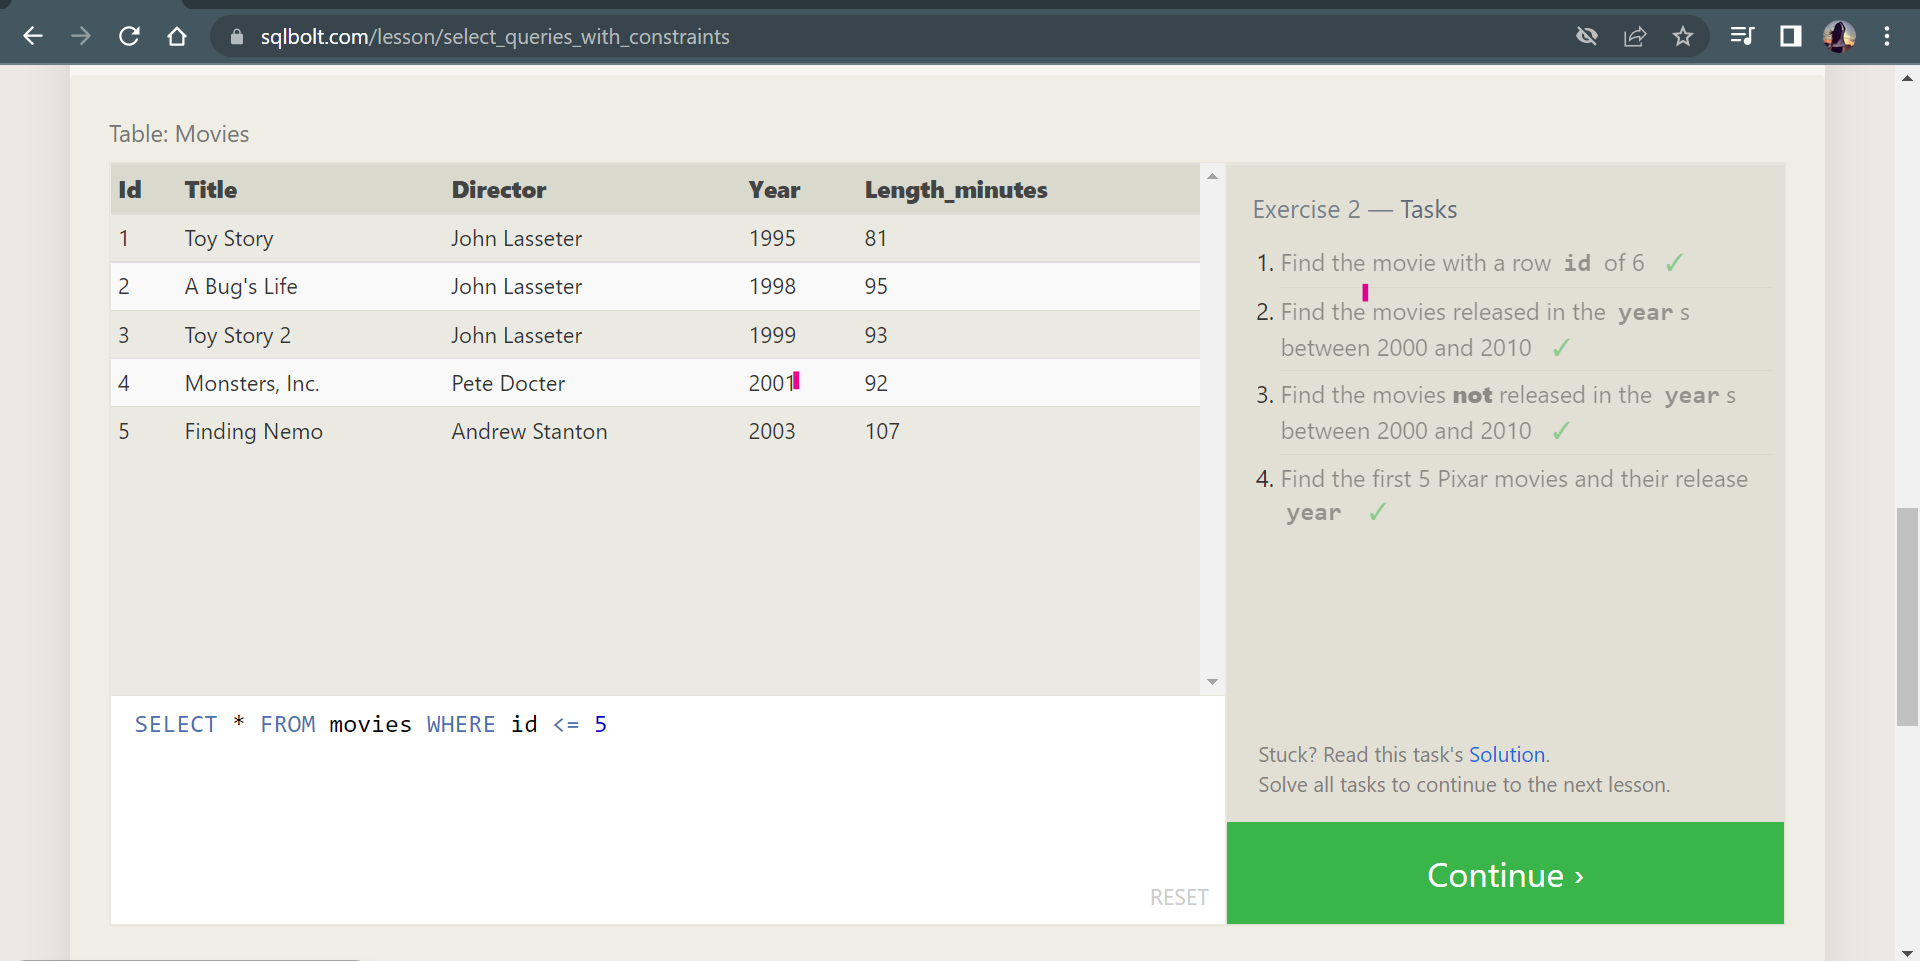 sqlbolt.com/lesson/select_queries_with_constraints
Table: Movies
Id Title Director Year Length_minutes
1 Toy Story John Lasseter 1995 81
2 A Bug's Life John Lasseter 1998 95
3 Toy Story 2 John Lasseter 1999 93
4 Monsters, Inc. Pete Docter 2001 92
5 Finding Nemo Andrew Stanton 2003 107
SELECT * FROM movies WHERE id <= 5
RESET
Exercise 2 — Tasks
1. Find the movie with a row id of 6 ✓
2. Find the movies released in the year s
between 2000 and 2010 ✓
3. Find the movies not released in the year s
between 2000 and 2010 ✓
4. Find the first 5 Pixar movies and their release
year ✓
Stuck? Read this task's Solution.
Solve all tasks to continue to the next lesson.
Continue ›